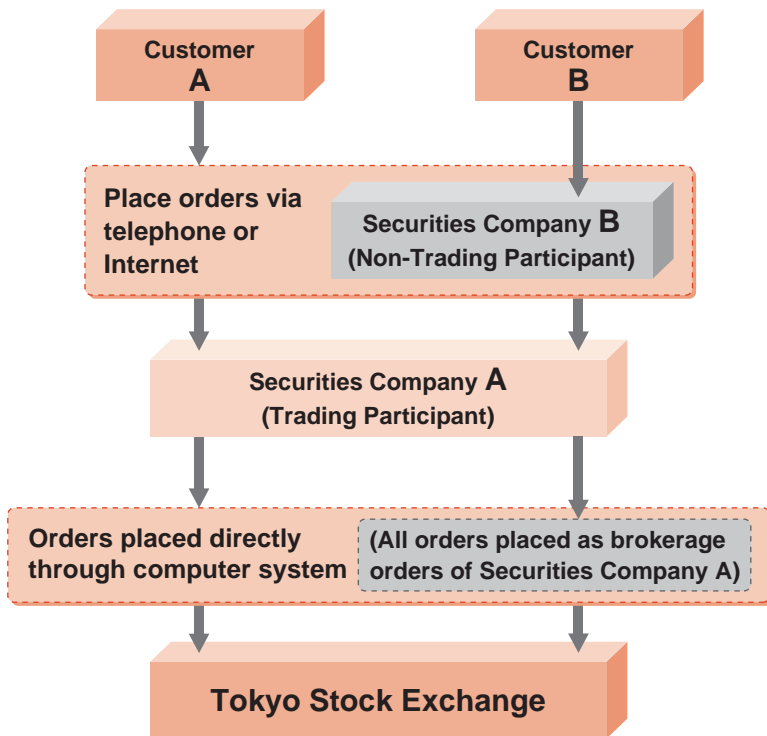 Customer
A
Customer
B
Place orders via
telephone or
Internet
Securities Company B
(Non-Trading Participant)
Securities Company A
(Trading Participant)
Orders placed directly
through computer system
(All orders placed as brokerage
orders of Securities Company A)
Tokyo Stock Exchange